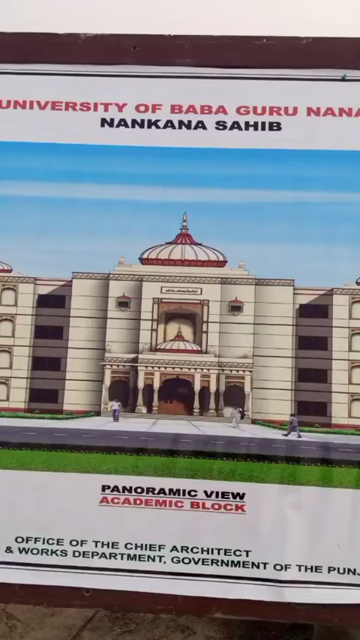 UNIVERSITY OF BABA GURU NANA
NANKANA SAHIB
PANORAMIC VIEW
ACADEMIC BLOCK
OFFICE OF THE CHIEF ARCHITECT
& WORKS DEPARTMENT, GOVERNMENT OF THE PUNJ